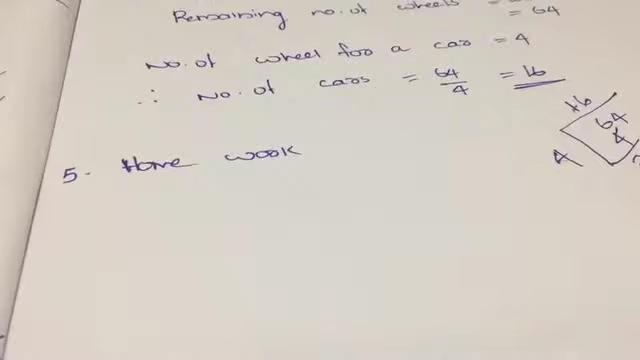 Remaining no. of wheels =
= 64
No. of wheel for a car = 4
∴ No. of cars = 64/4 = 16
16
64
4
4
5. Home work